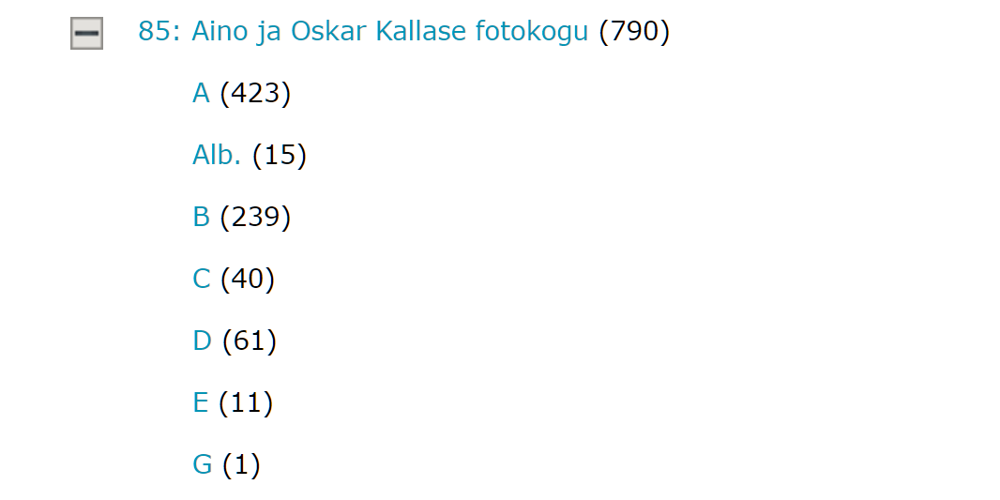 85: Aino ja Oskar Kallase fotokogu (790)
A (423)
Alb. (15)
B (239)
C (40)
D (61)
E (11)
G (1)